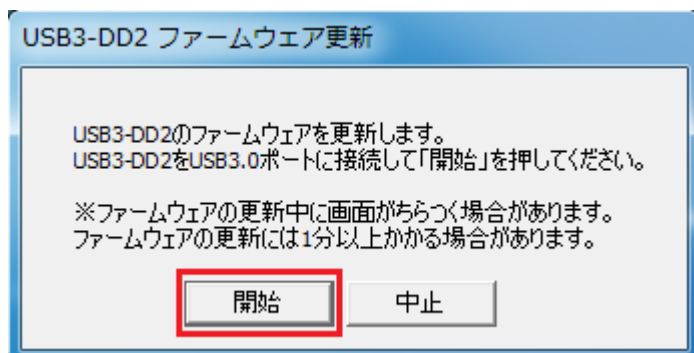 USB3-DD2 ファームウェア更新
USB3-DD2のファームウェアを更新します。
USB3-DD2をUSB3.0ポートに接続して「開始」を押してください。
※ファームウェアの更新中に画面がちらつく場合があります。
ファームウェアの更新には1分以上かかる場合があります。
開始
中止